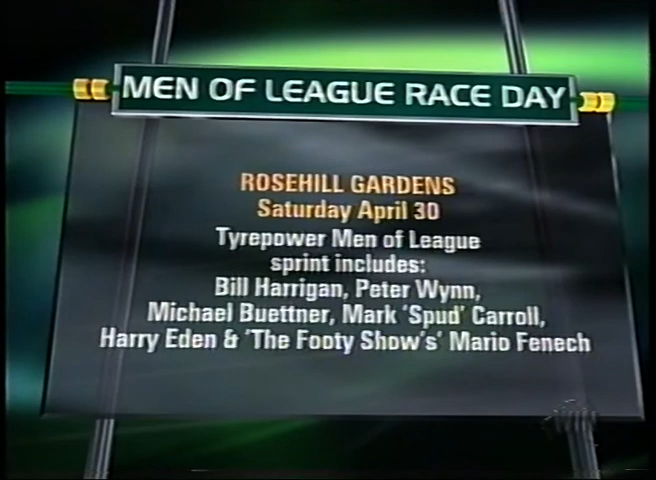 MEN OF LEAGUE RACE DAY
ROSEHILL GARDENS
Saturday April 30
Tyrepower Men of League
sprint includes:
Bill Harrigan, Peter Wynn,
Michael Buettner, Mark 'Spud' Carroll,
Harry Eden & 'The Footy Show's' Mario Fenech